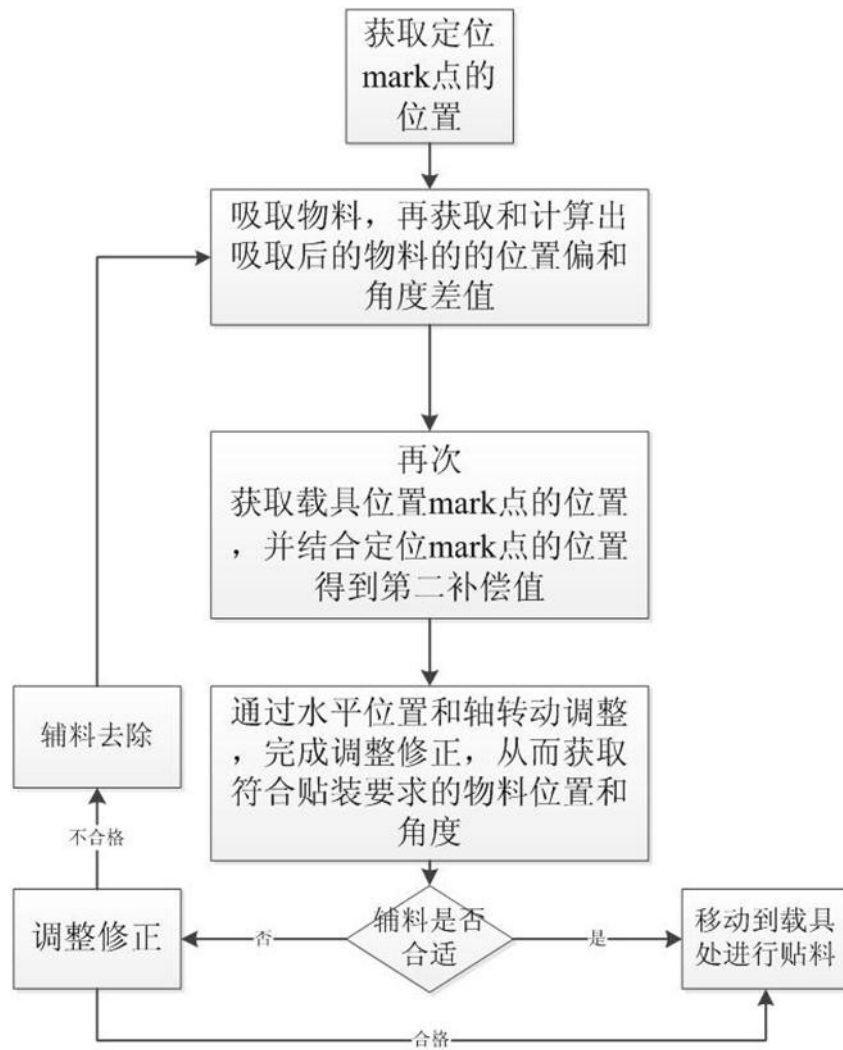 获取定位
mark点的
位置
吸取物料，再获取和计算出
吸取后的物料的的位置偏和
角度差值
再次
获取载具位置mark点的位置
，并结合定位mark点的位置
得到第二补偿值
通过水平位置和轴转动调整
，完成调整修正，从而获取
符合贴装要求的物料位置和
角度
辅料去除
不合格
调整修正
否
辅料是否
合适
是
移动到载具
处进行贴料
合格